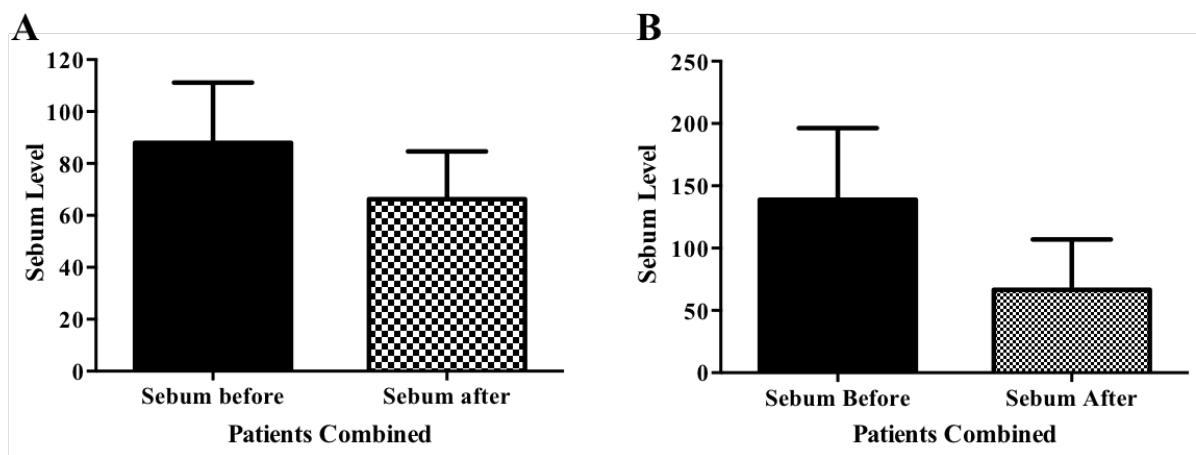 A
Sebum Level
120
100
80
60
40
20
0
Sebum before
Sebum after
Patients Combined
B
Sebum Level
250
200
150
100
50
0
Sebum Before
Sebum After
Patients Combined